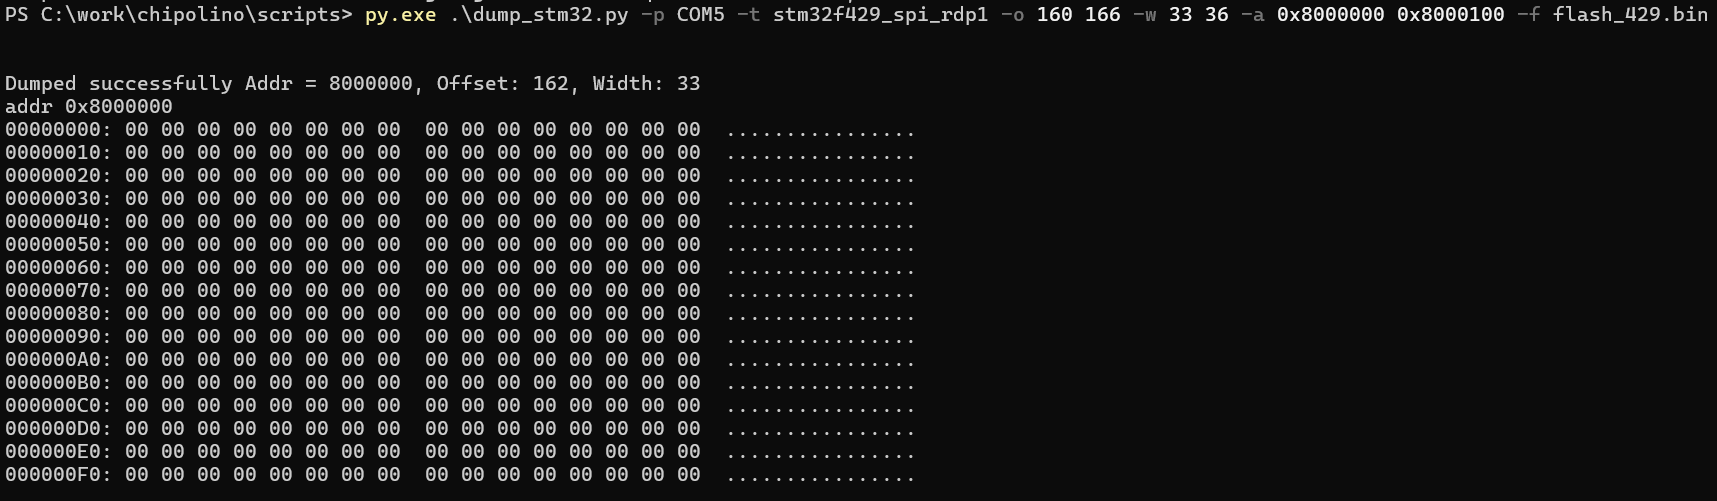 PS C:\work\chipolino\scripts> py.exe .\dump_stm32.py -p COM5 -t stm32f429_spi_rdp1 -o 160 166 -w 33 36 -a 0x8000000 0x8000100 -f flash_429.bin
Dumped successfully Addr = 8000000, Offset: 162, Width: 33
addr 0x8000000
00000000: 00 00 00 00 00 00 00 00  00 00 00 00 00 00 00 00  ................
00000010: 00 00 00 00 00 00 00 00  00 00 00 00 00 00 00 00  ................
00000020: 00 00 00 00 00 00 00 00  00 00 00 00 00 00 00 00  ................
00000030: 00 00 00 00 00 00 00 00  00 00 00 00 00 00 00 00  ................
00000040: 00 00 00 00 00 00 00 00  00 00 00 00 00 00 00 00  ................
00000050: 00 00 00 00 00 00 00 00  00 00 00 00 00 00 00 00  ................
00000060: 00 00 00 00 00 00 00 00  00 00 00 00 00 00 00 00  ................
00000070: 00 00 00 00 00 00 00 00  00 00 00 00 00 00 00 00  ................
00000080: 00 00 00 00 00 00 00 00  00 00 00 00 00 00 00 00  ................
00000090: 00 00 00 00 00 00 00 00  00 00 00 00 00 00 00 00  ................
000000A0: 00 00 00 00 00 00 00 00  00 00 00 00 00 00 00 00  ................
000000B0: 00 00 00 00 00 00 00 00  00 00 00 00 00 00 00 00  ................
000000C0: 00 00 00 00 00 00 00 00  00 00 00 00 00 00 00 00  ................
000000D0: 00 00 00 00 00 00 00 00  00 00 00 00 00 00 00 00  ................
000000E0: 00 00 00 00 00 00 00 00  00 00 00 00 00 00 00 00  ................
000000F0: 00 00 00 00 00 00 00 00  00 00 00 00 00 00 00 00  ................